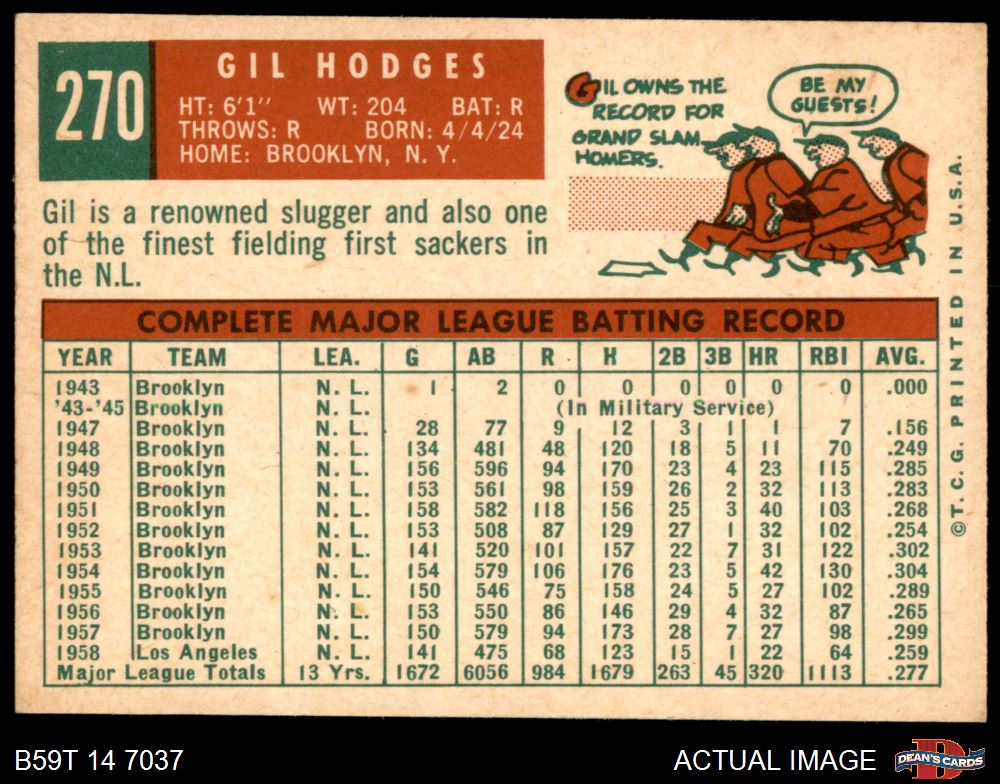 270
GIL HODGES
HT: 6'1" WT: 204 BAT: R
THROWS: R BORN: 4/4/24
HOME: BROOKLYN, N. Y.
GIL OWNS THE
RECORD FOR
GRAND SLAM
HOMERS.
BE MY
GUESTS!
Gil is a renowned slugger and also one
of the finest fielding first sackers in
the N.L.
COMPLETE MAJOR LEAGUE BATTING RECORD
YEAR TEAM LEA. G AB R H 2B 3B HR RBI AVG.
1943 Brooklyn N. L. 1 2 0 0 0 0 0 0 .000
'43-'45 Brooklyn N. L. (In Military Service)
1947 Brooklyn N. L. 28 77 9 12 3 1 1 7 .156
1948 Brooklyn N. L. 134 481 48 120 18 5 11 70 .249
1949 Brooklyn N. L. 156 596 94 170 23 4 23 115 .285
1950 Brooklyn N. L. 153 561 98 159 26 2 32 113 .283
1951 Brooklyn N. L. 158 582 118 156 25 3 40 103 .268
1952 Brooklyn N. L. 153 508 87 129 27 1 32 102 .254
1953 Brooklyn N. L. 141 520 101 157 22 7 31 122 .302
1954 Brooklyn N. L. 154 579 106 176 23 5 42 130 .304
1955 Brooklyn N. L. 150 546 75 158 24 5 27 102 .289
1956 Brooklyn N. L. 153 550 86 146 29 4 32 87 .265
1957 Brooklyn N. L. 150 579 94 173 28 7 27 98 .299
1958 Los Angeles N. L. 141 475 68 123 15 1 22 64 .259
Major League Totals 13 Yrs. 1672 6056 984 1679 263 45 320 1113 .277
©T. C. G. PRINTED IN U.S.A.
B59T 14 7037
ACTUAL IMAGE
DEAN'S CARDS